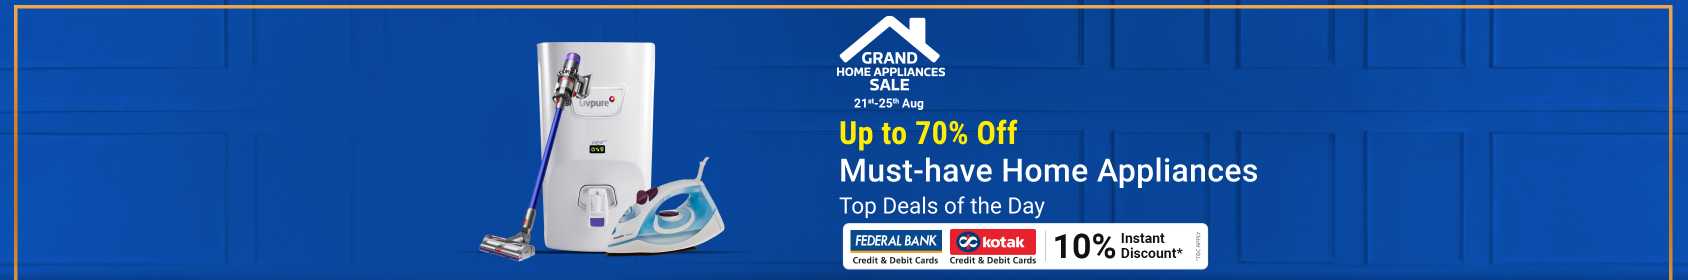 GRAND
HOME APPLIANCES
SALE
21st-25th Aug
Up to 70% Off
Must-have Home Appliances
Top Deals of the Day
FEDERAL BANK
Credit & Debit Cards
kotak
Credit & Debit Cards
10% Instant
Discount*
*T&C APPLY
Livpure